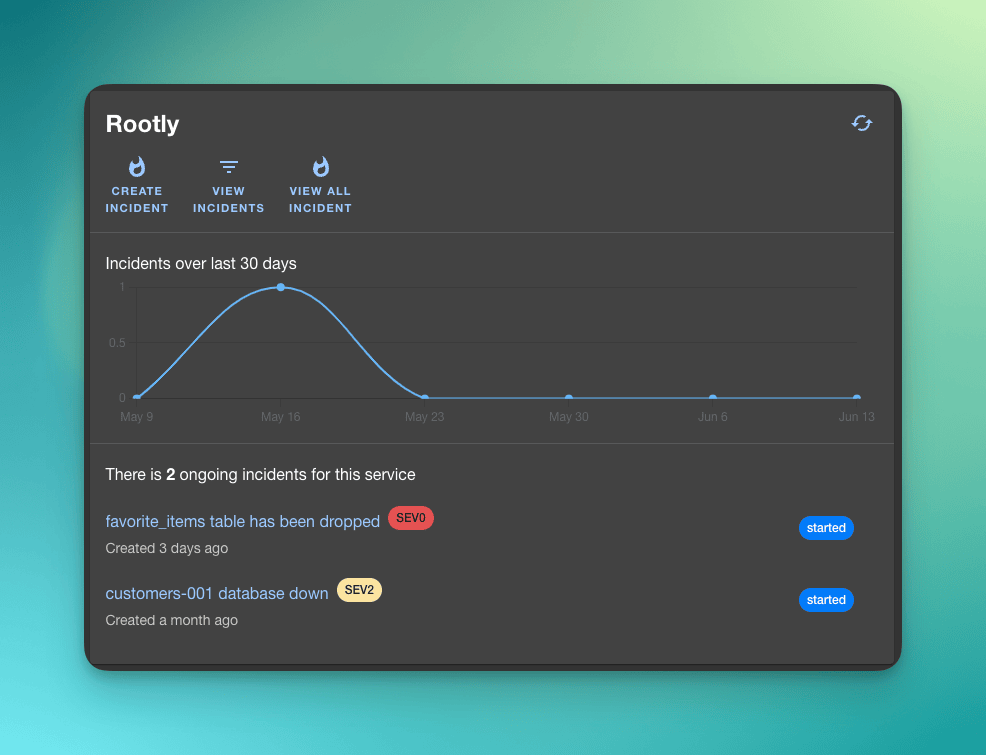 Rootly
CREATE
INCIDENT
VIEW
INCIDENTS
VIEW ALL
INCIDENT
Incidents over last 30 days
1
0.5
0
May 9 May 16 May 23 May 30 Jun 6 Jun 13
There is 2 ongoing incidents for this service
favorite_items table has been dropped SEV0 started
Created 3 days ago
customers-001 database down SEV2 started
Created a month ago